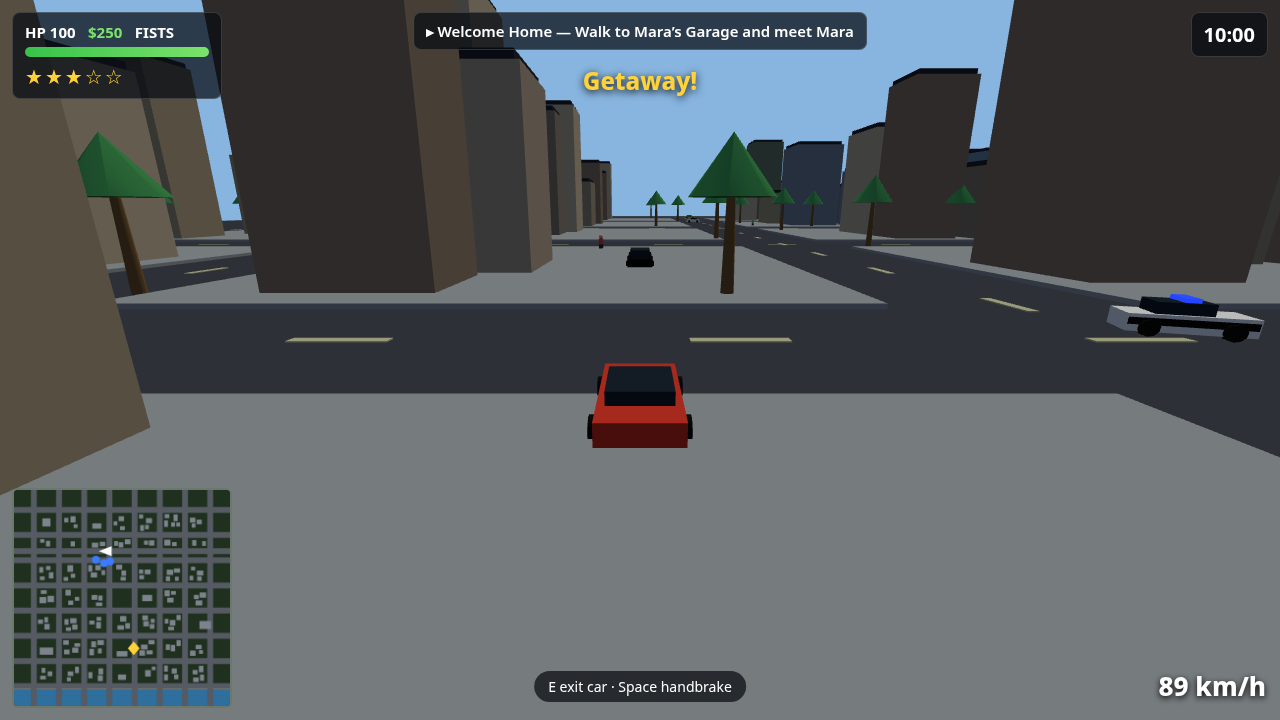 HP 100 $250 FISTS
★★★☆☆
▸ Welcome Home — Walk to Mara’s Garage and meet Mara
Getaway!
10:00
E exit car · Space handbrake
89 km/h